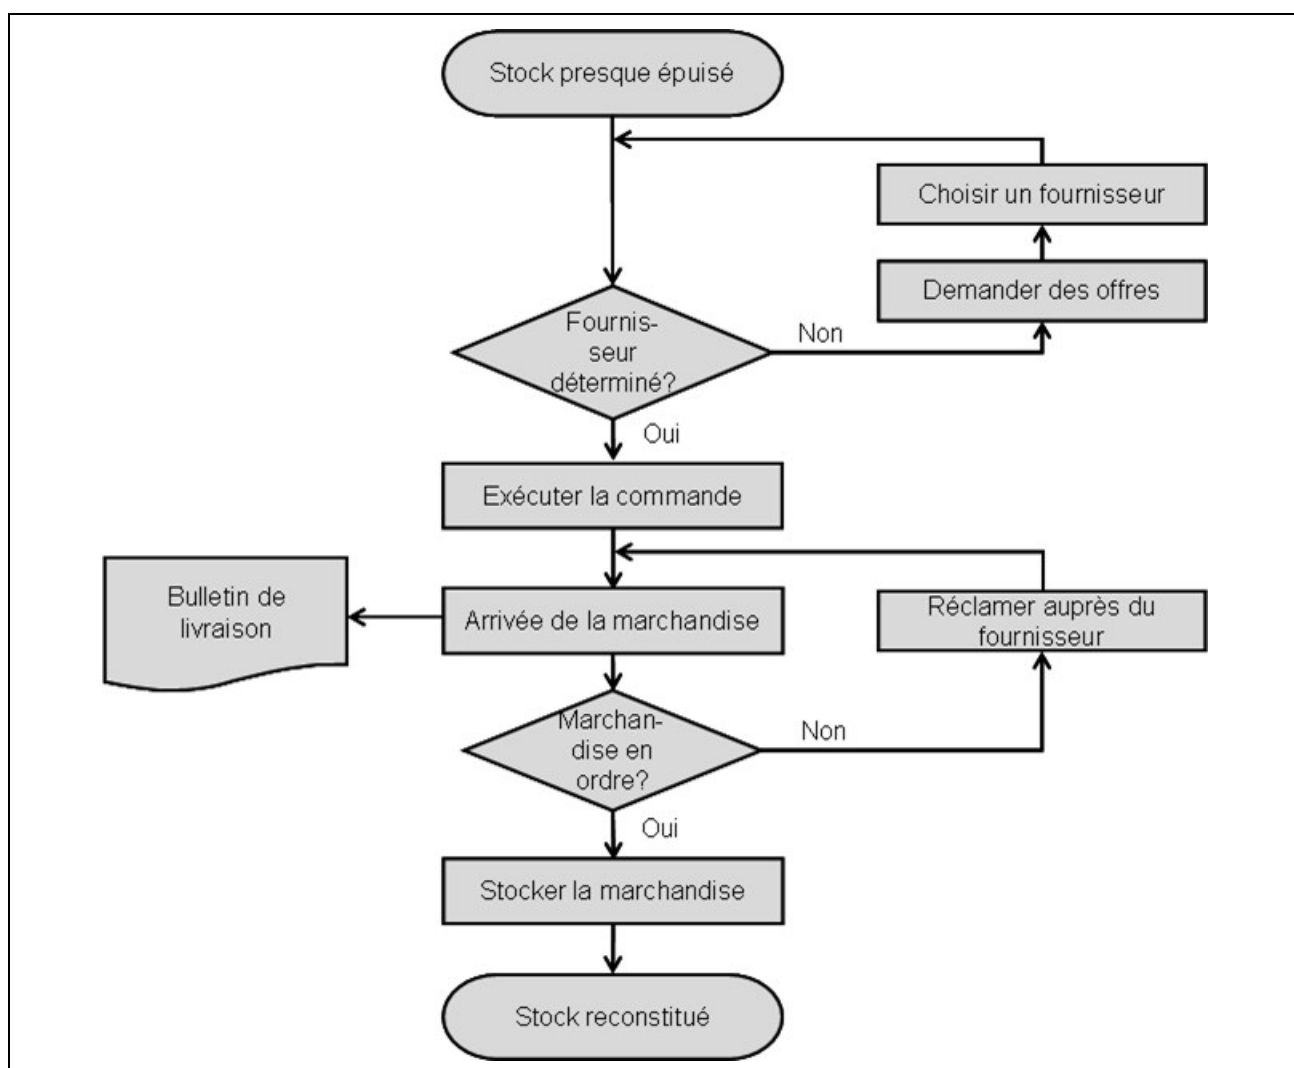 Stock presque épuisé
Choisir un fournisseur
Demander des offres
Fournis-
seur
déterminé?
Non
Oui
Exécuter la commande
Bulletin de
livraison
Arrivée de la marchandise
Réclamer auprès du
fournisseur
Marchan-
dise en
ordre?
Non
Oui
Stocker la marchandise
Stock reconstitué